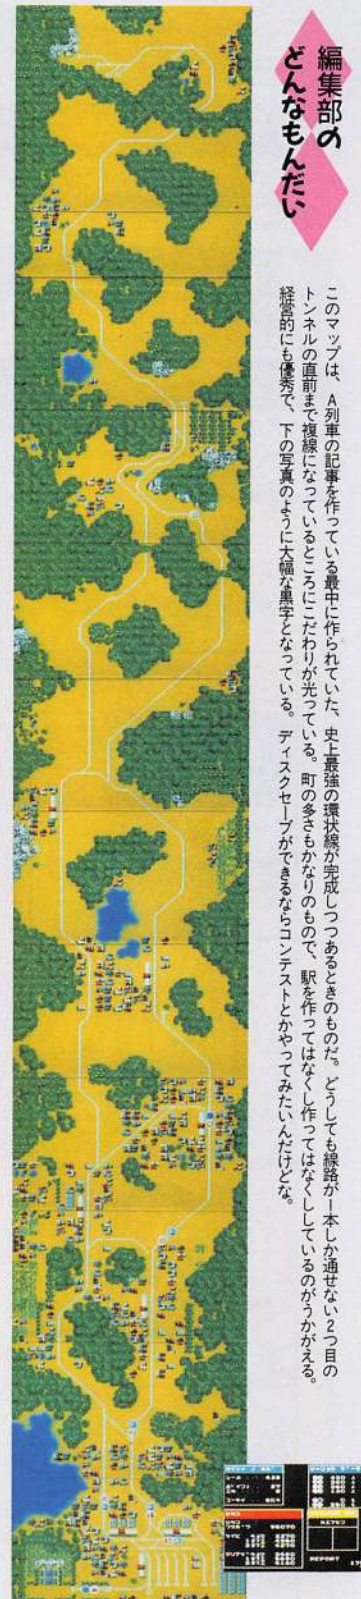 編集部の
どんなもんだい
このマップは、A列車の記事を作っている最中に作られていた、史上最強の環状線が完成しつつあるときのものだ。どうしても線路が1本しか通せない2つ目の
トンネルの直前まで複線になっているところにこだわりが光っている。町の多さもかなりのもので、駅を作ってはなくし作ってはなくししているのがうかがえる。
経営的にも優秀で、下の写真のように大幅な黒字となっている。ディスクセーブができるならコンテストとかやってみたいんだけどな。
REPORT